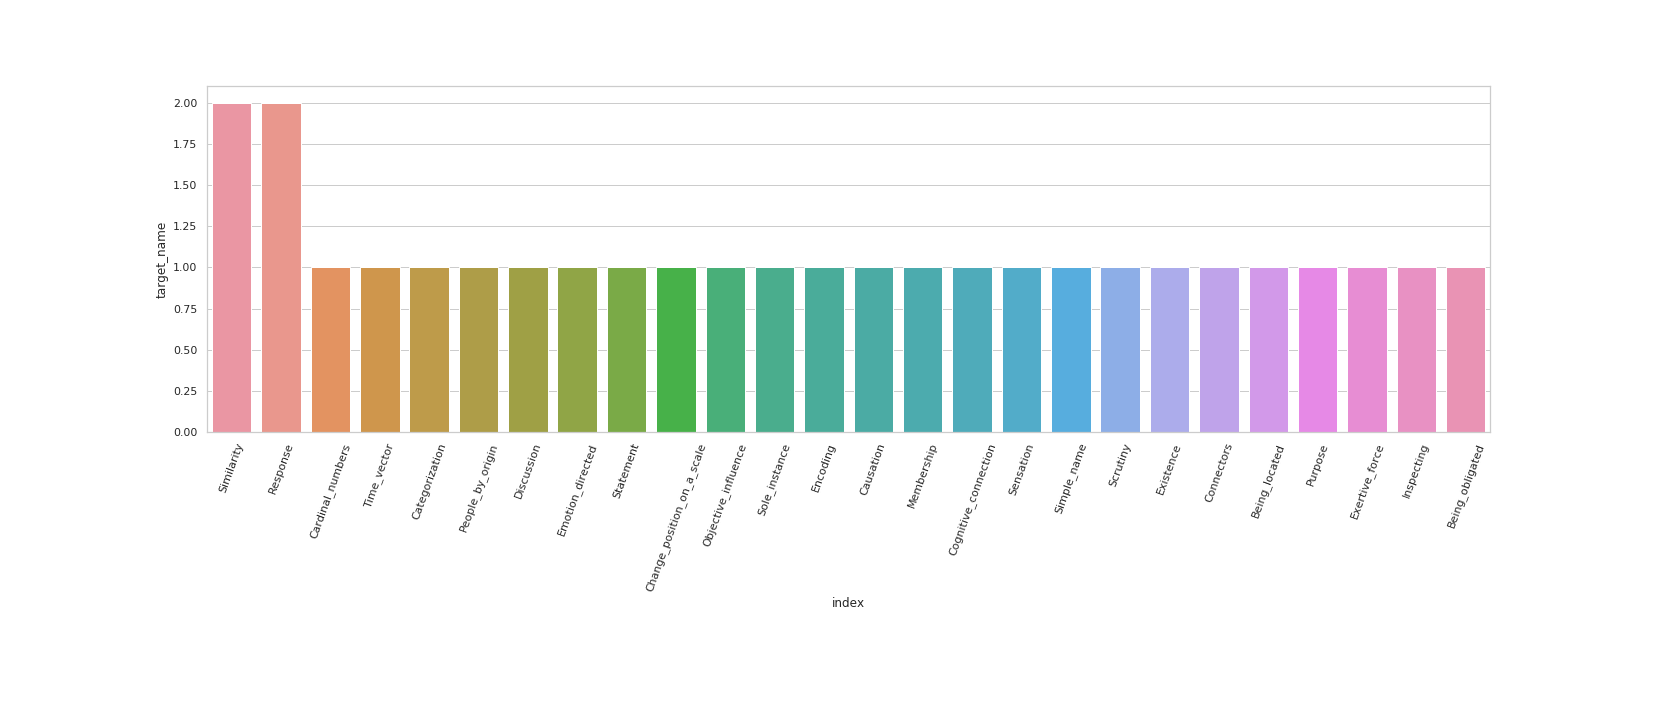 2.00
1.75
1.50
1.25
1.00
0.75
0.50
0.25
0.00
target_name
Similarity
Response
Cardinal_numbers
Time_vector
Categorization
People_by_origin
Discussion
Emotion_directed
Statement
Change_position_on_a_scale
Objective_influence
Sole_instance
Encoding
Causation
Membership
Cognitive_connection
Sensation
Simple_name
Scrutiny
Existence
Connectors
Being_located
Purpose
Exertive_force
Inspecting
Being_obligated
index